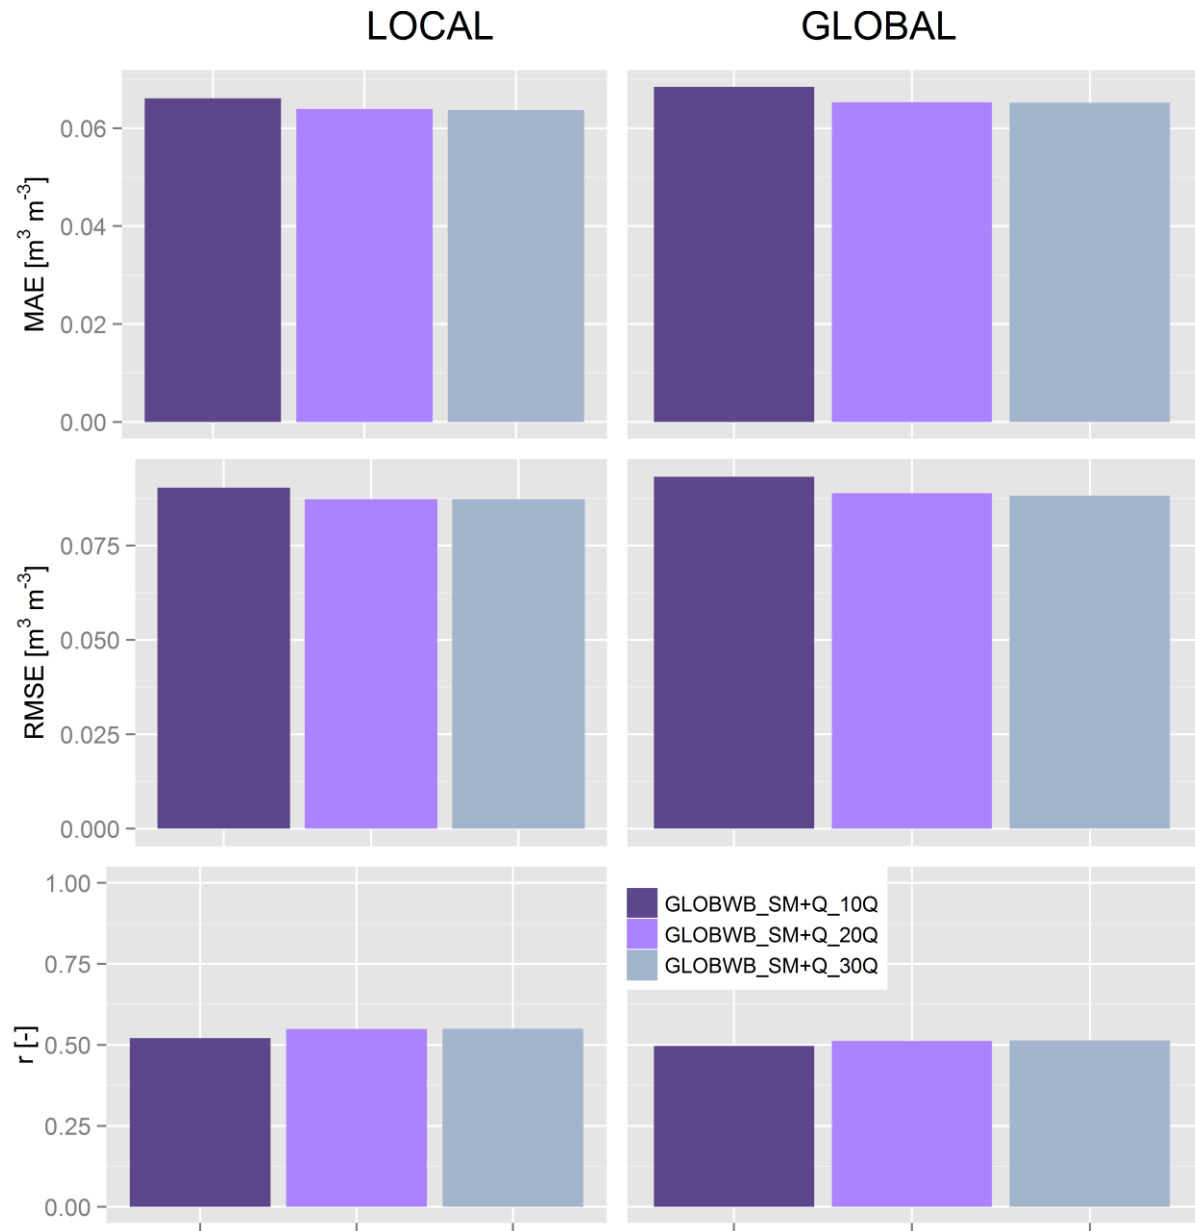 LOCAL GLOBAL
MAE [m³ m⁻³]
0.06
0.04
0.02
0.00
RMSE [m³ m⁻³]
0.075
0.050
0.025
0.000
r [-]
1.00
0.75
0.50
0.25
0.00
GLOBWB_SM+Q_10Q
GLOBWB_SM+Q_20Q
GLOBWB_SM+Q_30Q